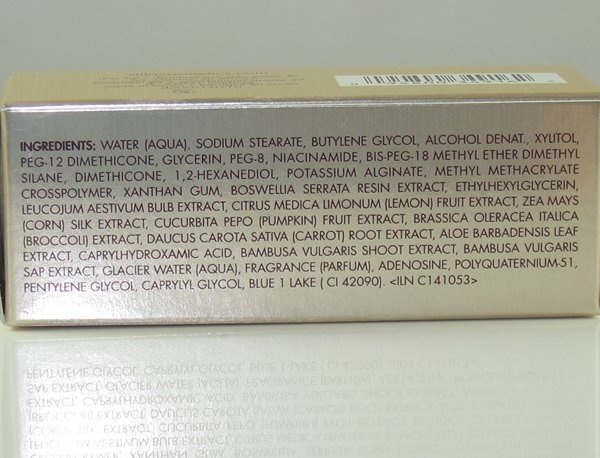 INGREDIENTS: WATER (AQUA), SODIUM STEARATE, BUTYLENE GLYCOL, ALCOHOL DENAT., XYLITOL,
PEG-12 DIMETHICONE, GLYCERIN, PEG-8, NIACINAMIDE, BIS-PEG-18 METHYL ETHER DIMETHYL
SILANE, DIMETHICONE, 1,2-HEXANEDIOL, POTASSIUM ALGINATE, METHYL METHACRYLATE
CROSSPOLYMER, XANTHAN GUM, BOSWELLIA SERRATA RESIN EXTRACT, ETHYLHEXYLGLYCERIN,
LEUCOJUM AESTIVUM BULB EXTRACT, CITRUS MEDICA LIMONUM (LEMON) FRUIT EXTRACT, ZEA MAYS
(CORN) SILK EXTRACT, CUCURBITA PEPO (PUMPKIN) FRUIT EXTRACT, BRASSICA OLERACEA ITALICA
(BROCCOLI) EXTRACT, DAUCUS CAROTA SATIVA (CARROT) ROOT EXTRACT, ALOE BARBADENSIS LEAF
EXTRACT, CAPRYLHYDROXAMIC ACID, BAMBUSA VULGARIS SHOOT EXTRACT, BAMBUSA VULGARIS
SAP EXTRACT, GLACIER WATER (AQUA), FRAGRANCE (PARFUM), ADENOSINE, POLYQUATERNIUM-51,
PENTYLENE GLYCOL, CAPRYLYL GLYCOL, BLUE 1 LAKE ( CI 42090). <ILN C141053>